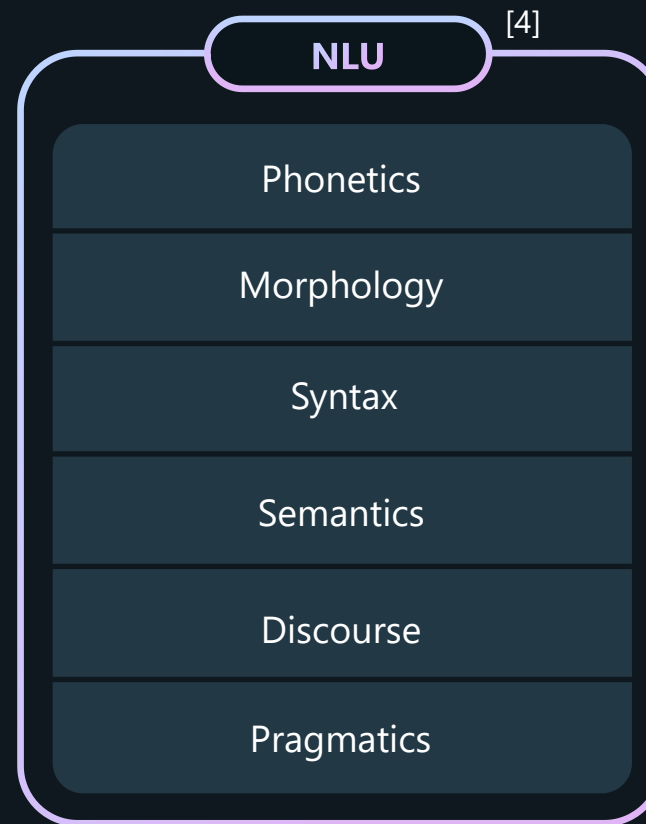 [4]
NLU
Phonetics
Morphology
Syntax
Semantics
Discourse
Pragmatics